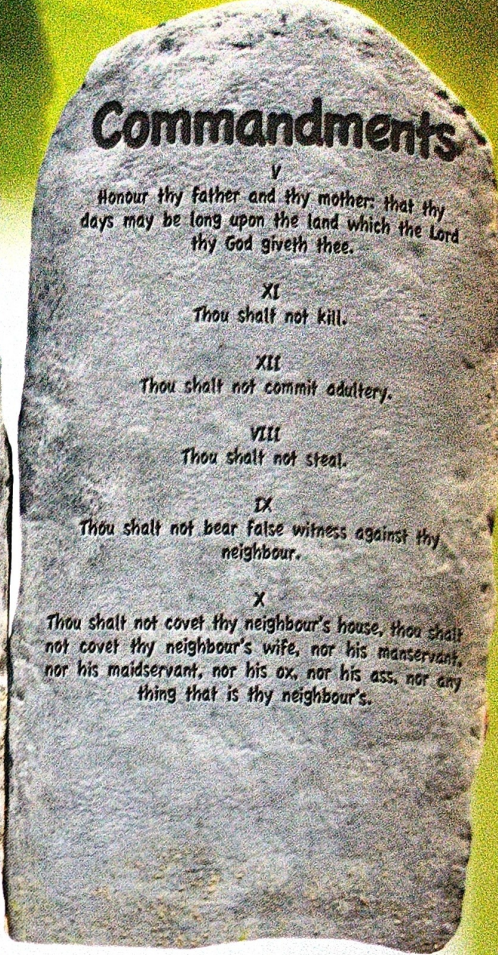 Commandments
V
Honour thy father and thy mother: that thy
days may be long upon the land which the Lord
thy God giveth thee.
XI
Thou shalt not kill.
XII
Thou shalt not commit adultery.
VIII
Thou shalt not steal.
IX
Thou shalt not bear false witness against thy
neighbour.
X
Thou shalt not covet thy neighbour's house, thou shalt
not covet thy neighbour's wife, nor his manservant,
nor his maidservant, nor his ox, nor his ass, nor any
thing that is thy neighbour's.